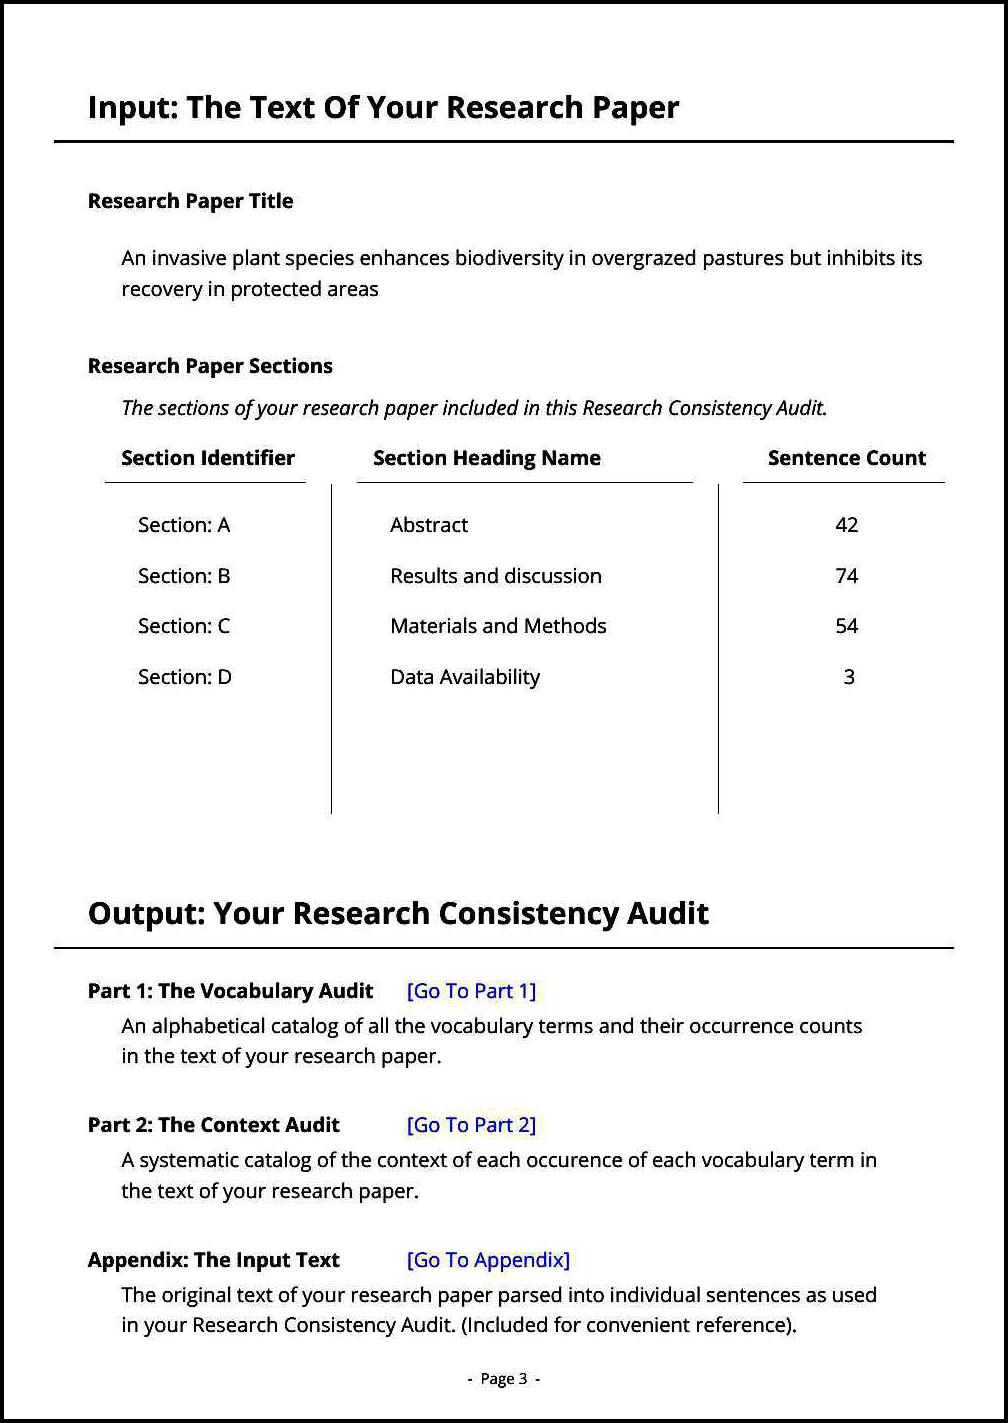 Input: The Text Of Your Research Paper
Research Paper Title
An invasive plant species enhances biodiversity in overgrazed pastures but inhibits its
recovery in protected areas
Research Paper Sections
The sections of your research paper included in this Research Consistency Audit.
Section Identifier Section Heading Name Sentence Count
Section: A Abstract 42
Section: B Results and discussion 74
Section: C Materials and Methods 54
Section: D Data Availability 3
Output: Your Research Consistency Audit
Part 1: The Vocabulary Audit [Go To Part 1]
An alphabetical catalog of all the vocabulary terms and their occurrence counts
in the text of your research paper.
Part 2: The Context Audit [Go To Part 2]
A systematic catalog of the context of each occurence of each vocabulary term in
the text of your research paper.
Appendix: The Input Text [Go To Appendix]
The original text of your research paper parsed into individual sentences as used
in your Research Consistency Audit. (Included for convenient reference).
- Page 3 -